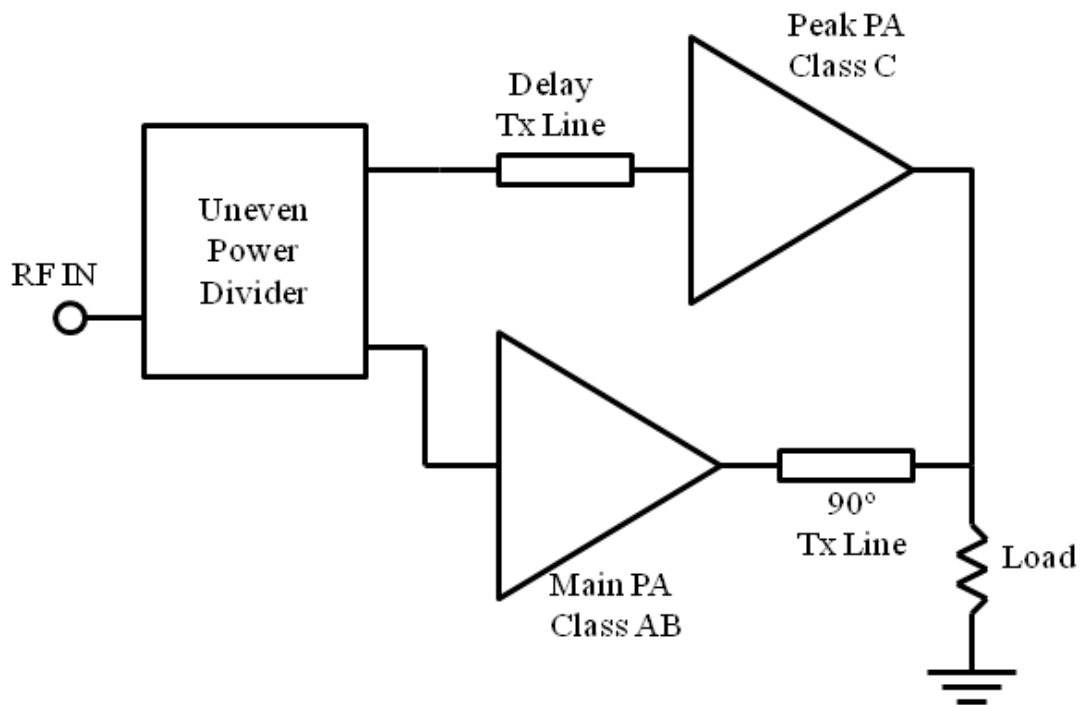 Peak PA
Class C
Delay
Tx Line
Uneven
Power
Divider
RF IN
90°
Tx Line
Load
Main PA
Class AB